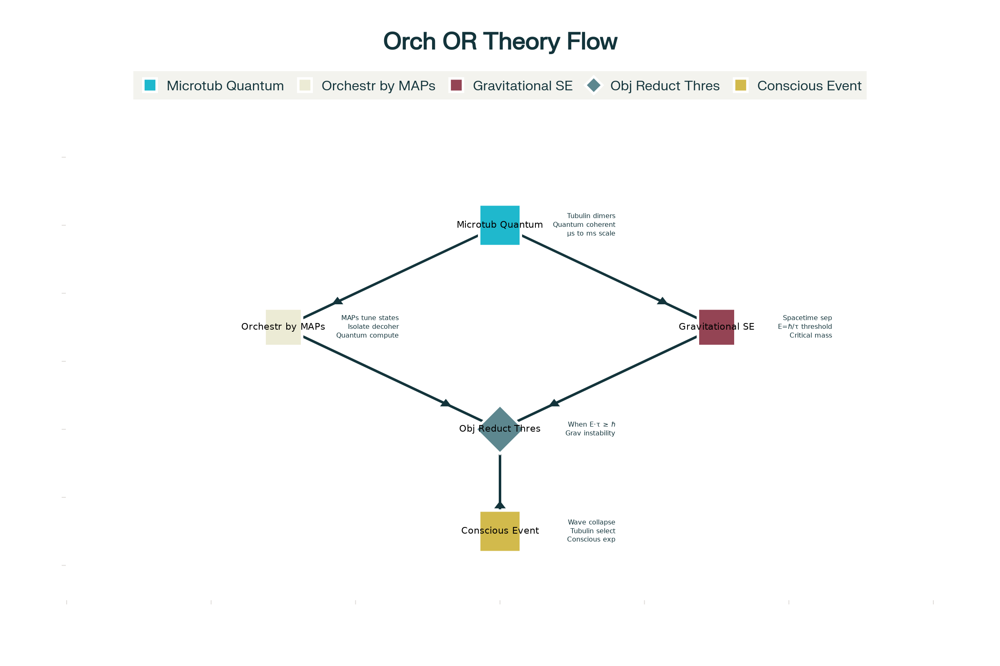 Orch OR Theory Flow
Microtub Quantum
Orchestr by MAPs
Gravitational SE
Obj Reduct Thres
Conscious Event
Microtub Quantum
Tubulin dimers
Quantum coherent
μs to ms scale
Orchestr by MAPs
MAPs tune states
Isolate decoher
Quantum compute
Gravitational SE
Spacetime sep
E=ℏ/τ threshold
Critical mass
Obj Reduct Thres
When E·τ ≥ ℏ
Grav instability
Conscious Event
Wave collapse
Tubulin select
Conscious exp